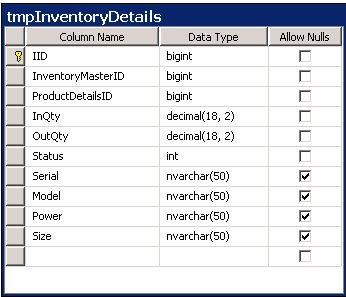 tmpInventoryDetails
Column Name Data Type Allow Nulls
IID bigint
InventoryMasterID bigint
ProductDetailsID bigint
InQty decimal(18, 2)
OutQty decimal(18, 2)
Status int
Serial nvarchar(50)
Model nvarchar(50)
Power nvarchar(50)
Size nvarchar(50)